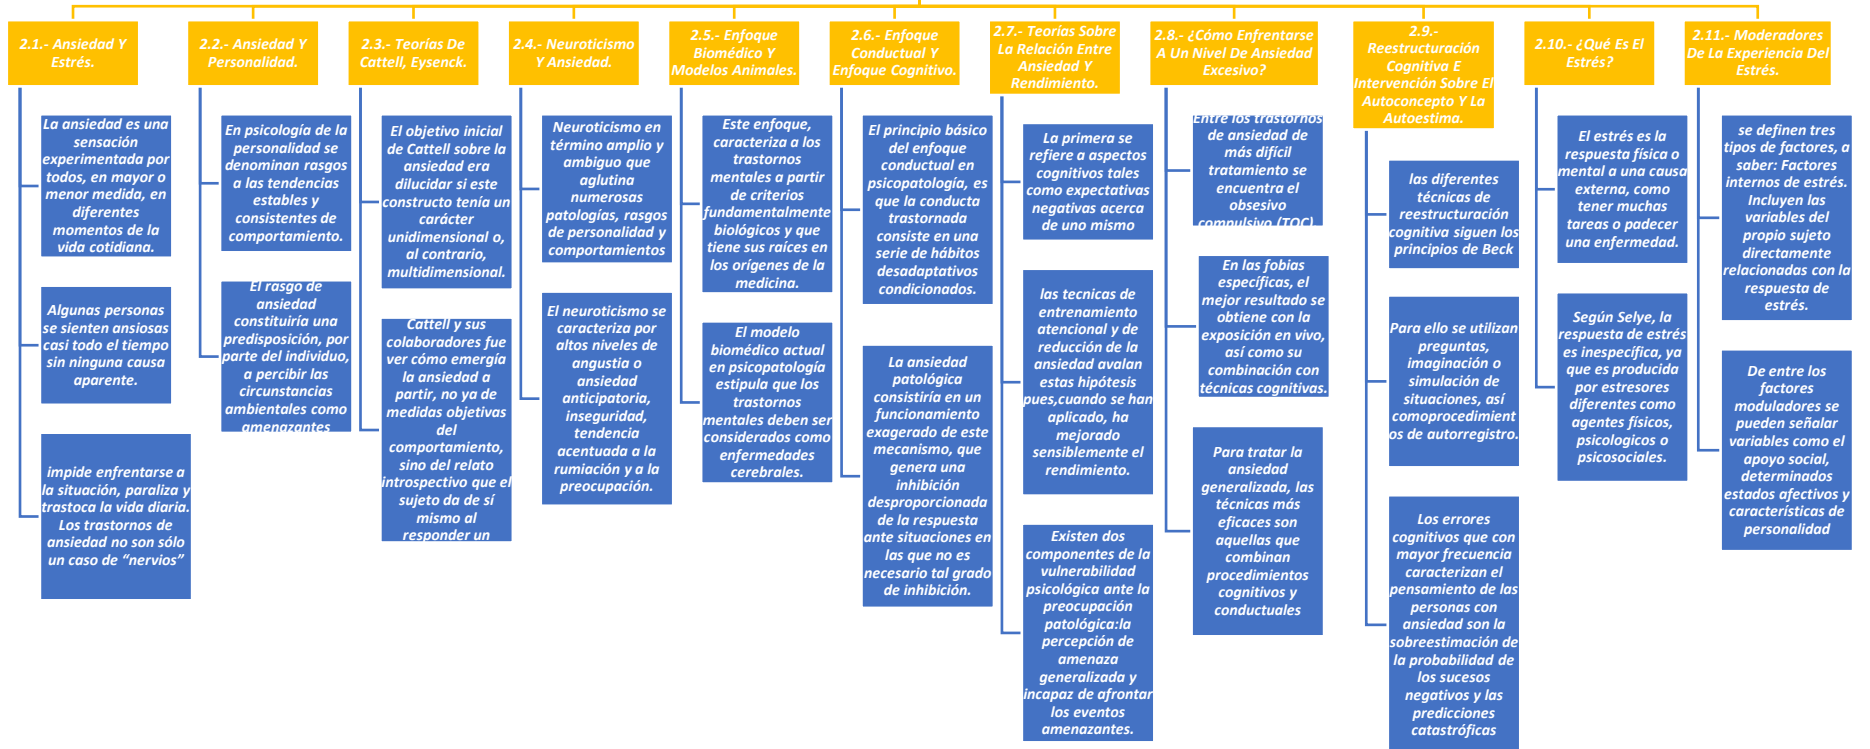 2.1.- Ansiedad Y
Estrés.
La ansiedad es una
sensación
experimentada por
todos, en mayor o
menor medida, en
diferentes
momentos de la
vida cotidiana.
Algunas personas
se sienten ansiosas
casi todo el tiempo
sin ninguna causa
aparente.
impide enfrentarse a
la situación, paraliza y
trastoca la vida diaria.
Los trastornos de
ansiedad no son sólo
un caso de “nervios”
2.2.- Ansiedad Y
Personalidad.
En psicología de la
personalidad se
denominan rasgos
a las tendencias
estables y
consistentes de
comportamiento.
El rasgo de
ansiedad
constituiría una
predisposición, por
parte del individuo,
a percibir las
circunstancias
ambientales como
amenazantes
2.3.- Teorías De
Cattell, Eysenck.
El objetivo inicial
de Cattell sobre la
ansiedad era
dilucidar si este
constructo tenía un
carácter
unidimensional o,
al contrario,
multidimensional.
Cattell y sus
colaboradores fue
ver cómo emergía
la ansiedad a
partir, no ya de
medidas objetivas
del
comportamiento,
sino del relato
introspectivo que el
sujeto da de sí
mismo al
responder un
2.4.- Neuroticismo
Y Ansiedad.
Neuroticismo en
término amplio y
ambiguo que
aglutina
numerosas
patologías, rasgos
de personalidad y
comportamientos
El neuroticismo se
caracteriza por
altos niveles de
angustia o
ansiedad
anticipatoria,
inseguridad,
tendencia
acentuada a la
rumiación y a la
preocupación.
2.5.- Enfoque
Biomédico Y
Modelos Animales.
Este enfoque,
caracteriza a los
trastornos
mentales a partir
de criterios
fundamentalmente
biológicos y que
tiene sus raíces en
los orígenes de la
medicina.
El modelo
biomédico actual
en psicopatología
estipula que los
trastornos
mentales deben ser
considerados como
enfermedades
cerebrales.
2.6.- Enfoque
Conductual Y
Enfoque Cognitivo.
El principio básico
del enfoque
conductual en
psicopatología, es
que la conducta
trastornada
consiste en una
serie de hábitos
desadaptativos
condicionados.
La ansiedad
patológica
consistiría en un
funcionamiento
exagerado de este
mecanismo, que
genera una
inhibición
desproporcionada
de la respuesta
ante situaciones en
las que no es
necesario tal grado
de inhibición.
2.7.- Teorías Sobre
La Relación Entre
Ansiedad Y
Rendimiento.
La primera se
refiere a aspectos
cognitivos tales
como expectativas
negativas acerca
de uno mismo
las tecnicas de
entrenamiento
atencional y de
reducción de la
ansiedad avalan
estas hipótesis
pues,cuando se han
aplicado, ha
mejorado
sensiblemente el
rendimiento.
Existen dos
componentes de la
vulnerabilidad
psicológica ante la
preocupación
patológica:la
percepción de
amenaza
generalizada y
incapaz de afrontar
los eventos
amenazantes.
2.8.- ¿Cómo Enfrentarse
A Un Nivel De Ansiedad
Excesivo?
Entre los trastornos
de ansiedad de
más difícil
tratamiento se
encuentra el
obsesivo
compulsivo (TOC)
En las fobias
específicas, el
mejor resultado se
obtiene con la
exposición en vivo,
así como su
combinación con
técnicas cognitivas.
Para tratar la
ansiedad
generalizada, las
técnicas más
eficaces son
aquellas que
combinan
procedimientos
cognitivos y
conductuales
2.9.-
Reestructuración
Cognitiva E
Intervención Sobre El
Autoconcepto Y La
Autoestima.
las diferentes
técnicas de
reestructuración
cognitiva siguen los
principios de Beck
Para ello se utilizan
preguntas,
imaginación o
simulación de
situaciones, así
comoprocedimient
os de autorregistro.
Los errores
cognitivos que con
mayor frecuencia
caracterizan el
pensamiento de las
personas con
ansiedad son la
sobreestimación de
la probabilidad de
los sucesos
negativos y las
predicciones
catastróficas
2.10.- ¿Qué Es El
Estrés?
El estrés es la
respuesta física o
mental a una causa
externa, como
tener muchas
tareas o padecer
una enfermedad.
Según Selye, la
respuesta de estrés
es inespecífica, ya
que es producida
por estresores
diferentes como
agentes físicos,
psicologicos o
psicosociales.
2.11.- Moderadores
De La Experiencia Del
Estrés.
se definen tres
tipos de factores, a
saber: Factores
internos de estrés.
Incluyen las
variables del
propio sujeto
directamente
relacionadas con la
respuesta de
estrés.
De entre los
factores
moduladores se
pueden señalar
variables como el
apoyo social,
determinados
estados afectivos y
características de
personalidad